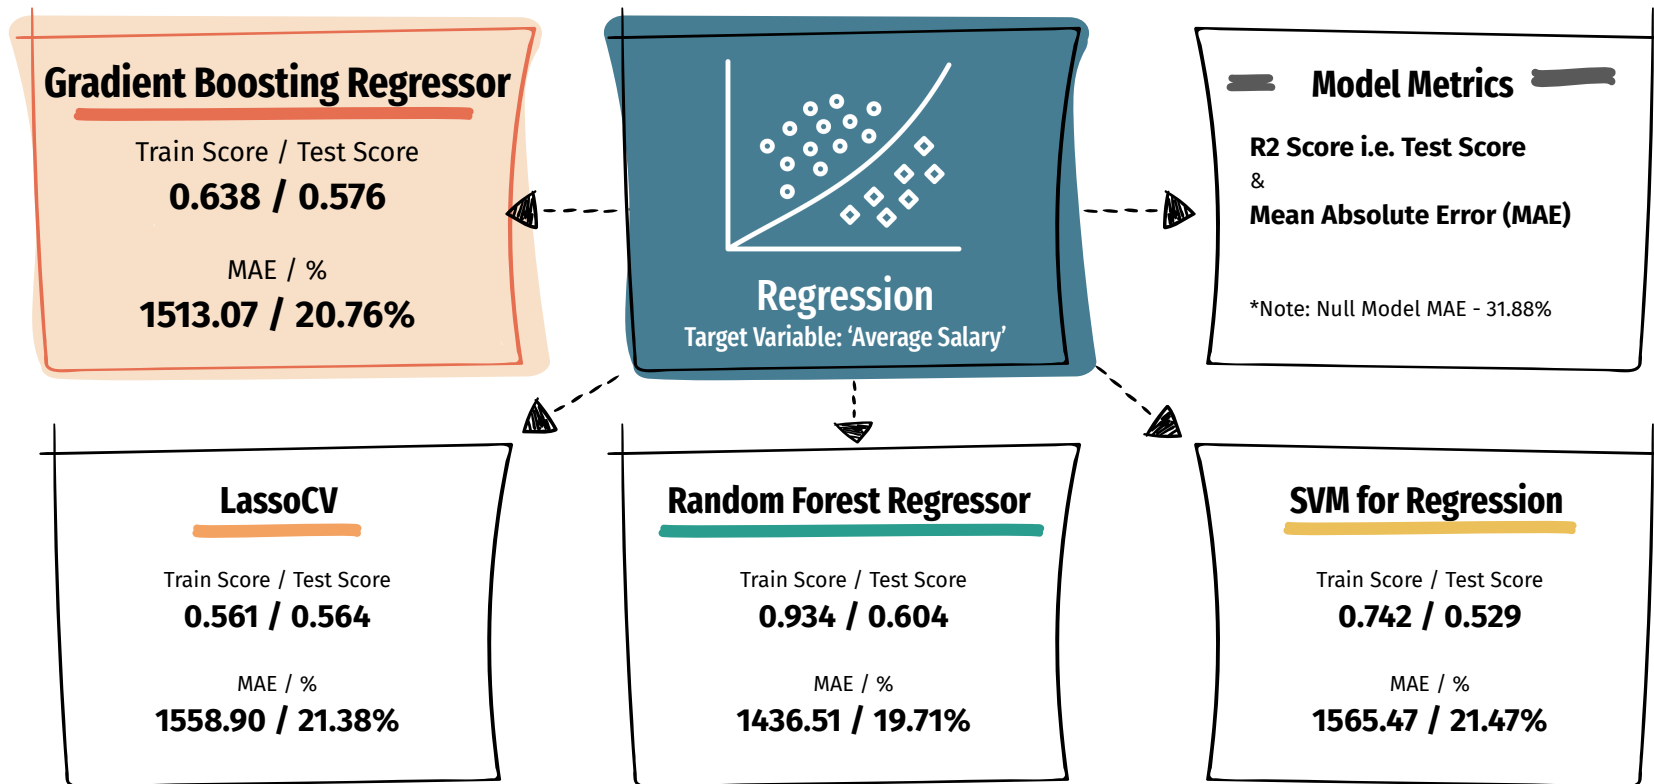 Gradient Boosting Regressor
Train Score / Test Score
0.638 / 0.576
MAE / %
1513.07 / 20.76%
Regression
Target Variable: ‘Average Salary’
Model Metrics
R2 Score i.e. Test Score
&
Mean Absolute Error (MAE)
*Note: Null Model MAE - 31.88%
LassoCV
Train Score / Test Score
0.561 / 0.564
MAE / %
1558.90 / 21.38%
Random Forest Regressor
Train Score / Test Score
0.934 / 0.604
MAE / %
1436.51 / 19.71%
SVM for Regression
Train Score / Test Score
0.742 / 0.529
MAE / %
1565.47 / 21.47%